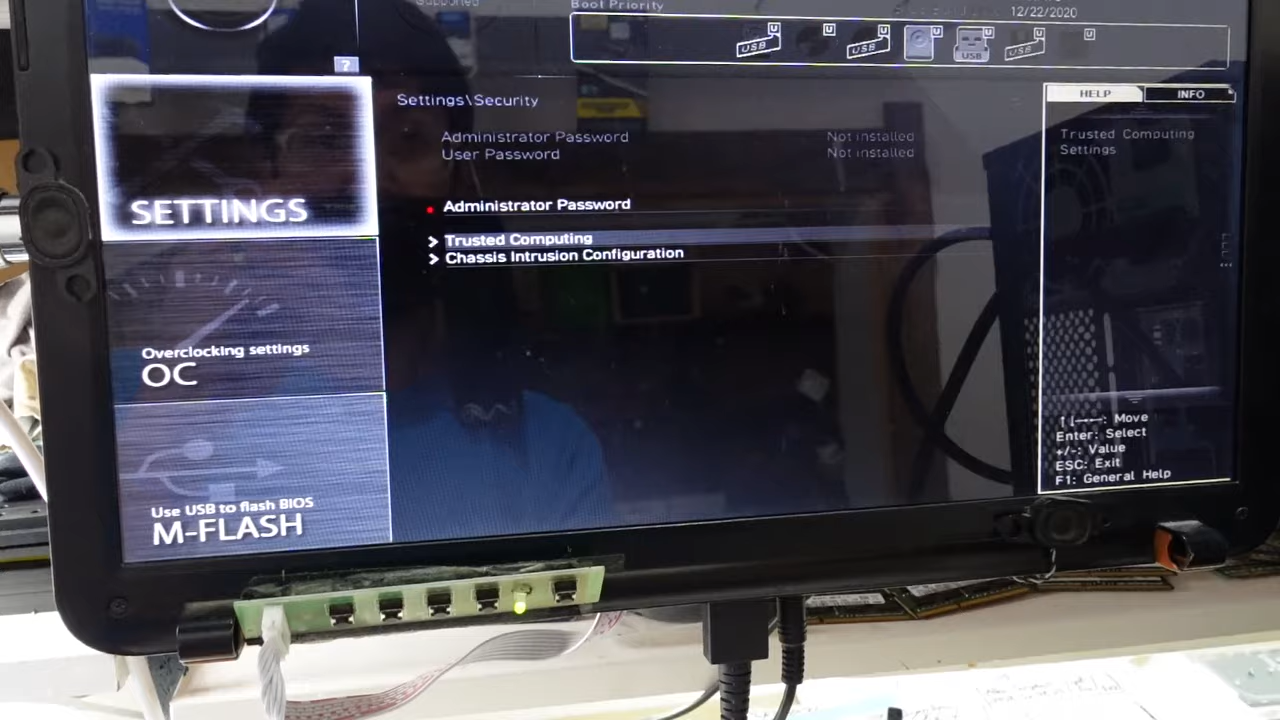 Supported
Boot Priority
12/22/2020
U U U U U U U
USB USB USB USB
?
HELP INFO
Settings\Security
Administrator Password Not installed
User Password Not installed
Trusted Computing
Settings
SETTINGS
Administrator Password
> Trusted Computing
> Chassis Intrusion Configuration
Overclocking settings
OC
Use USB to flash BIOS
M-FLASH
Move
Enter: Select
+/-: Value
ESC: Exit
F1: General Help